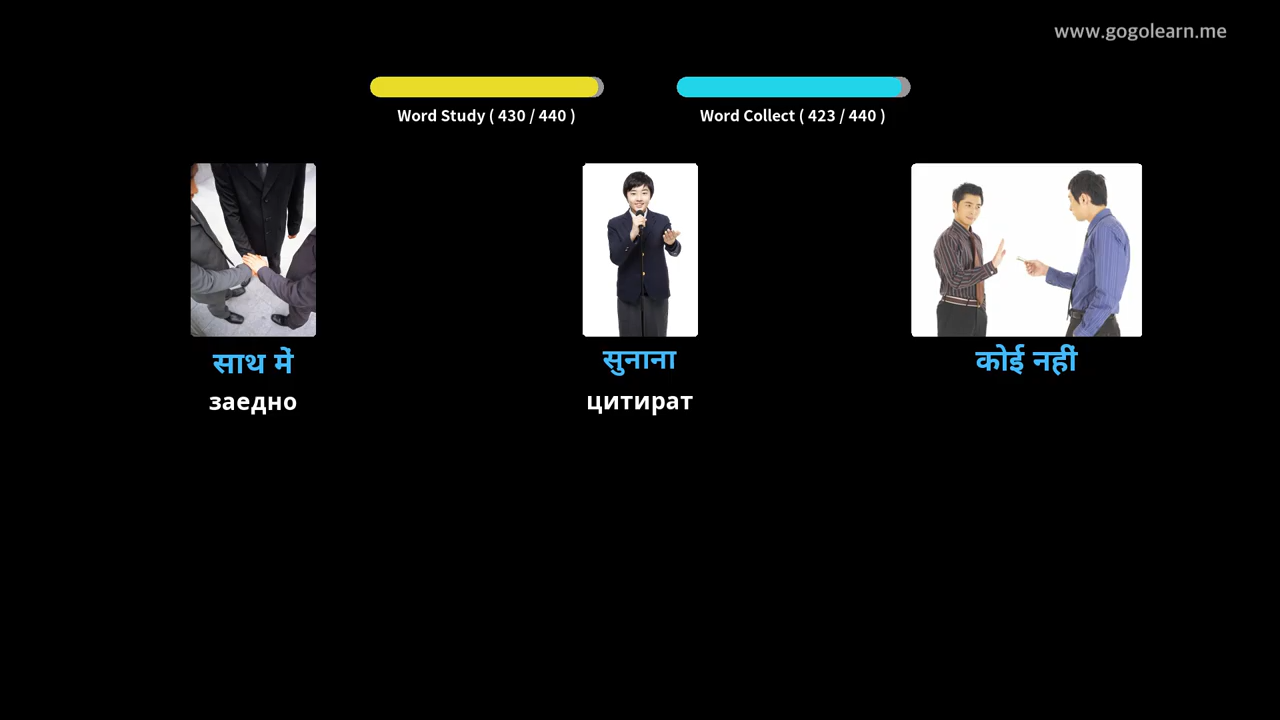 www.gogolearn.me
Word Study ( 430 / 440 )
Word Collect ( 423 / 440 )
साथ में
सुनाना
कोई नहीं
заедно
цитират